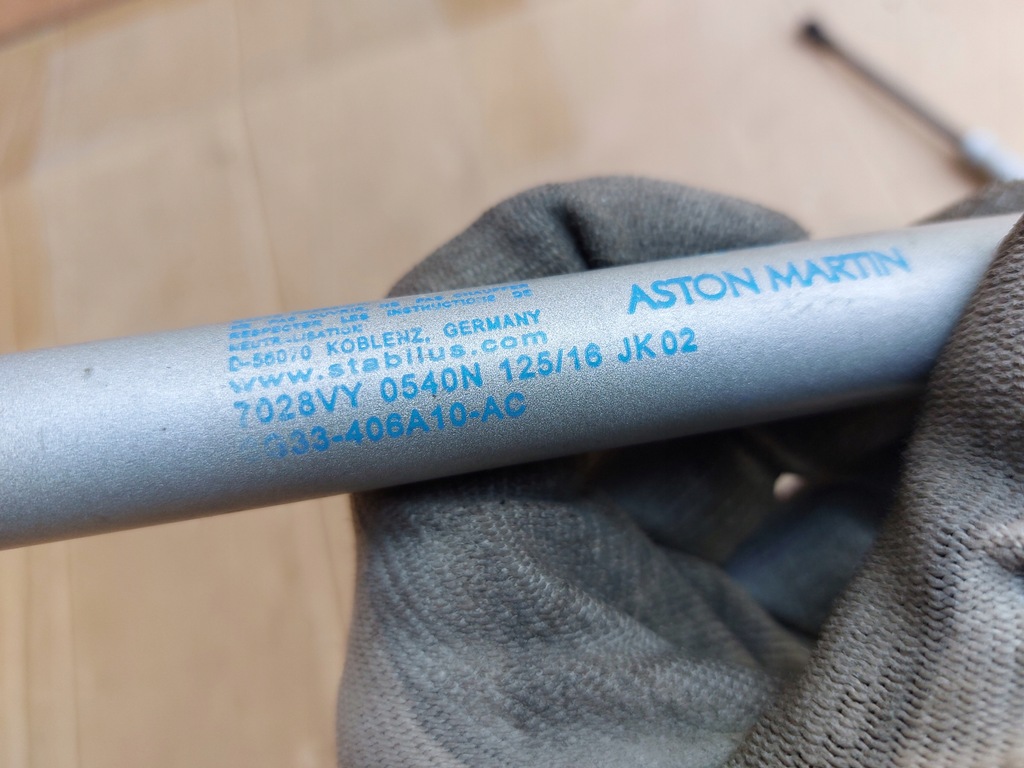 RESPECTER LES INSTRUCTIONS DE
D-56070 KOBLENZ, GERMANY
www.stabilus.com
7028VY 0540N 125/16 JK02
33-406A10-AC
ASTON MARTIN